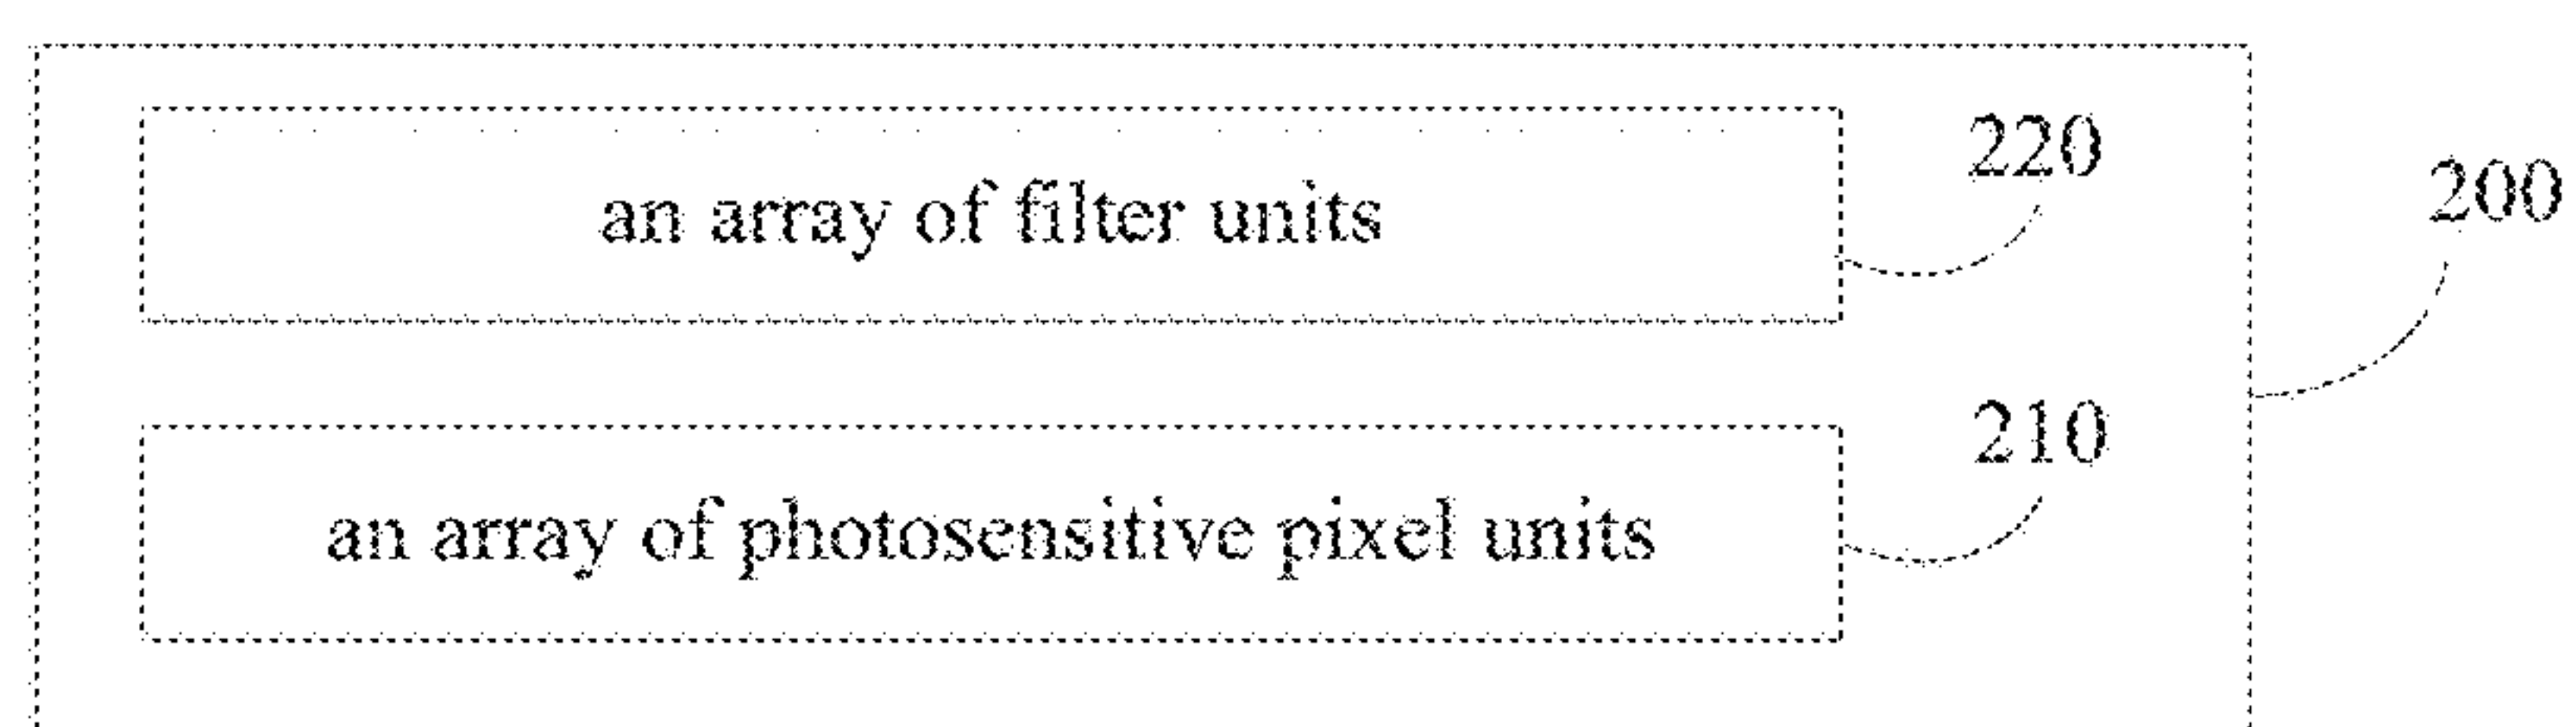 an array of filter units
220
200
an array of photosensitive pixel units
210